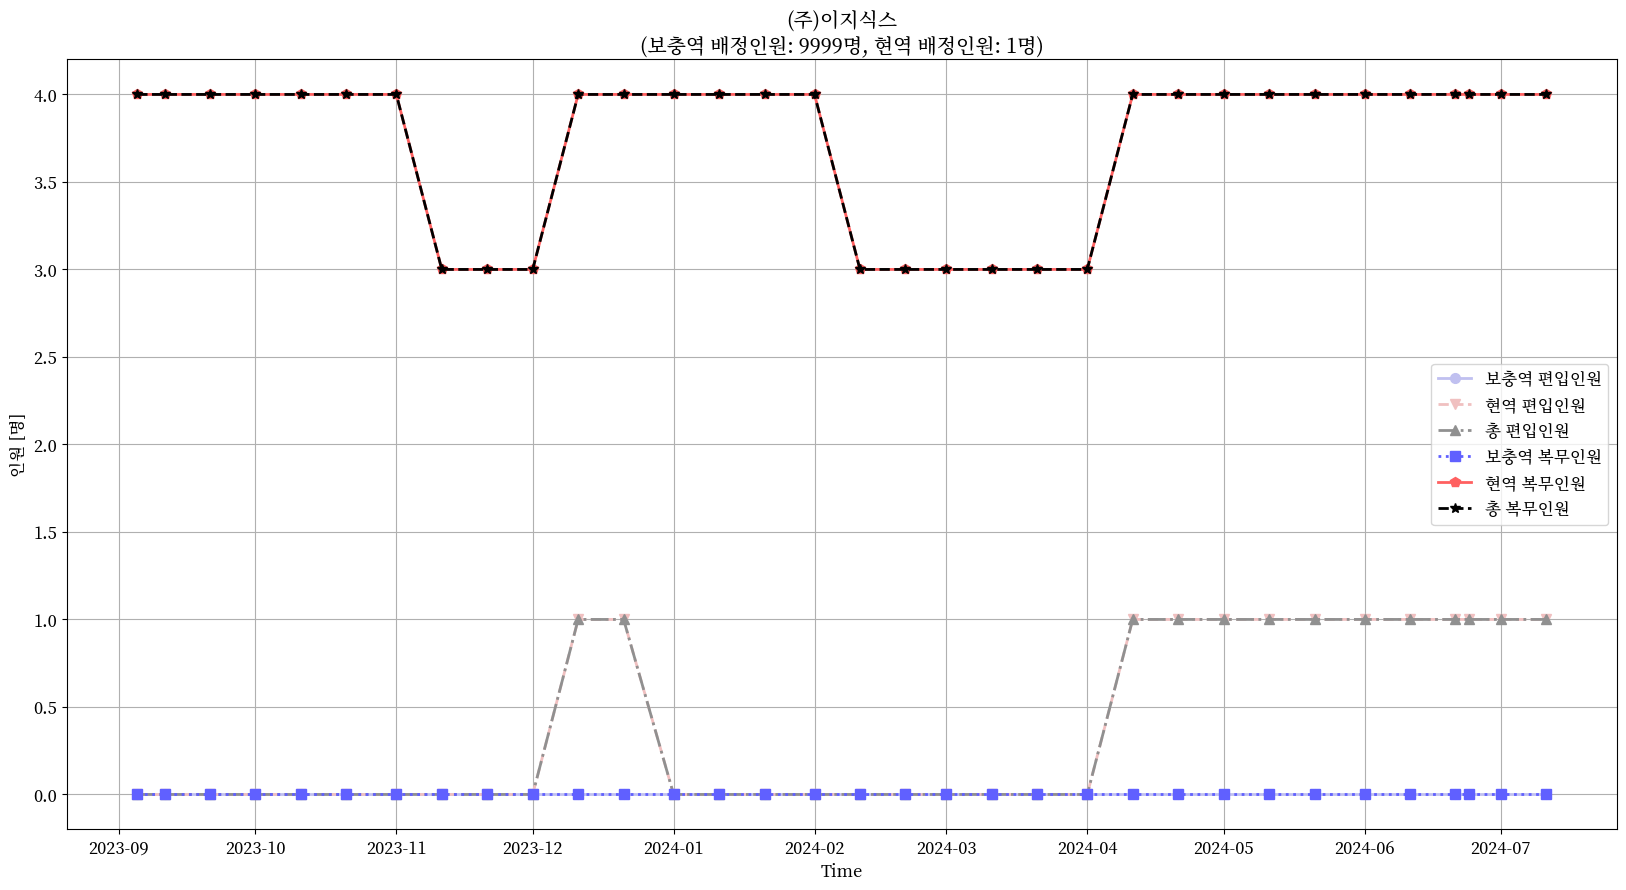 (주)이지식스
(보충역 배정인원: 9999명, 현역 배정인원: 1명)
4.0
3.5
3.0
2.5
2.0
1.5
1.0
0.5
0.0
인원 [명]
보충역 편입인원
현역 편입인원
총 편입인원
보충역 복무인원
현역 복무인원
총 복무인원
2023-09 2023-10 2023-11 2023-12 2024-01 2024-02 2024-03 2024-04 2024-05 2024-06 2024-07
Time